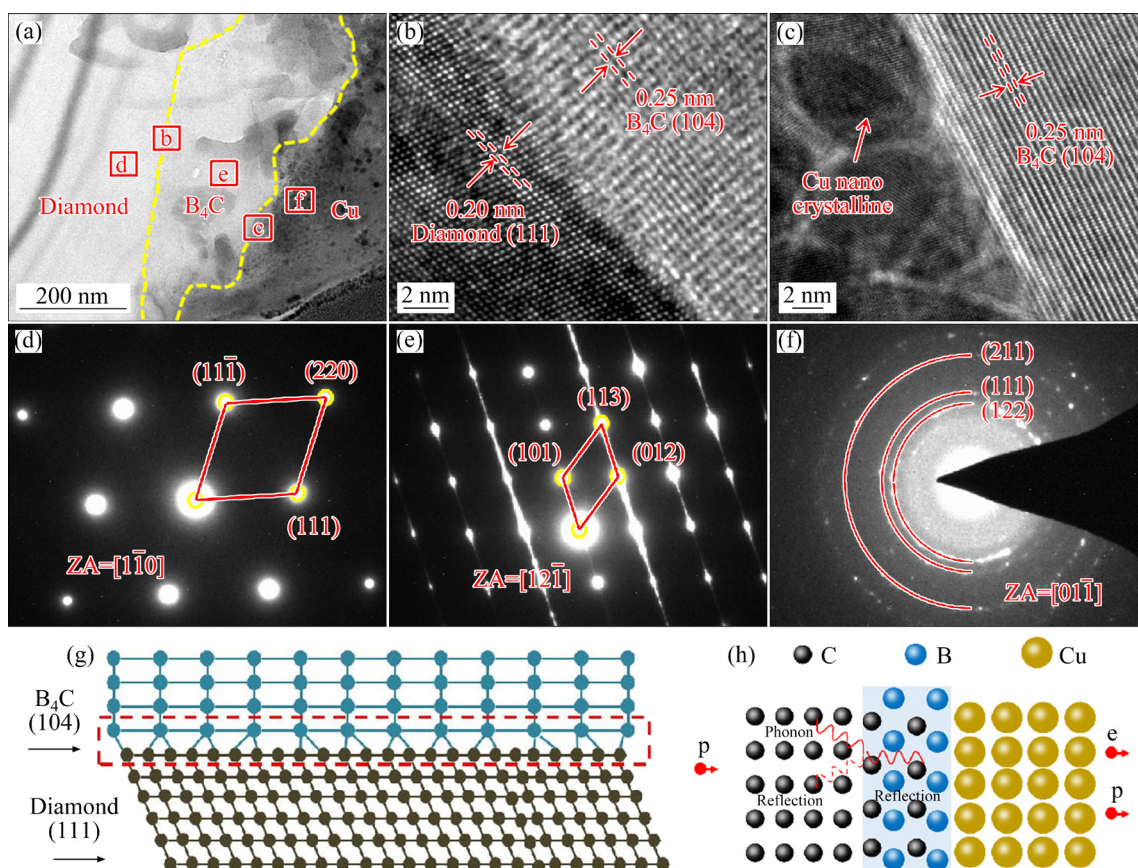 (a)
b
d
e
f
c
Diamond
B₄C
Cu
200 nm
(b)
0.25 nm
B₄C (104)
0.20 nm
Diamond (111)
2 nm
(c)
0.25 nm
B₄C (104)
Cu nano
crystalline
2 nm
(d)
(111̄)
(220)
(111)
ZA=[11̄0]
(e)
(113)
(101)
(012)
ZA=[121̄]
(f)
(211)
(111)
(122)
ZA=[011̄]
(g)
B₄C
(104)
Diamond
(111)
(h)
C
B
Cu
Phonon
p
Reflection
Reflection
e
p